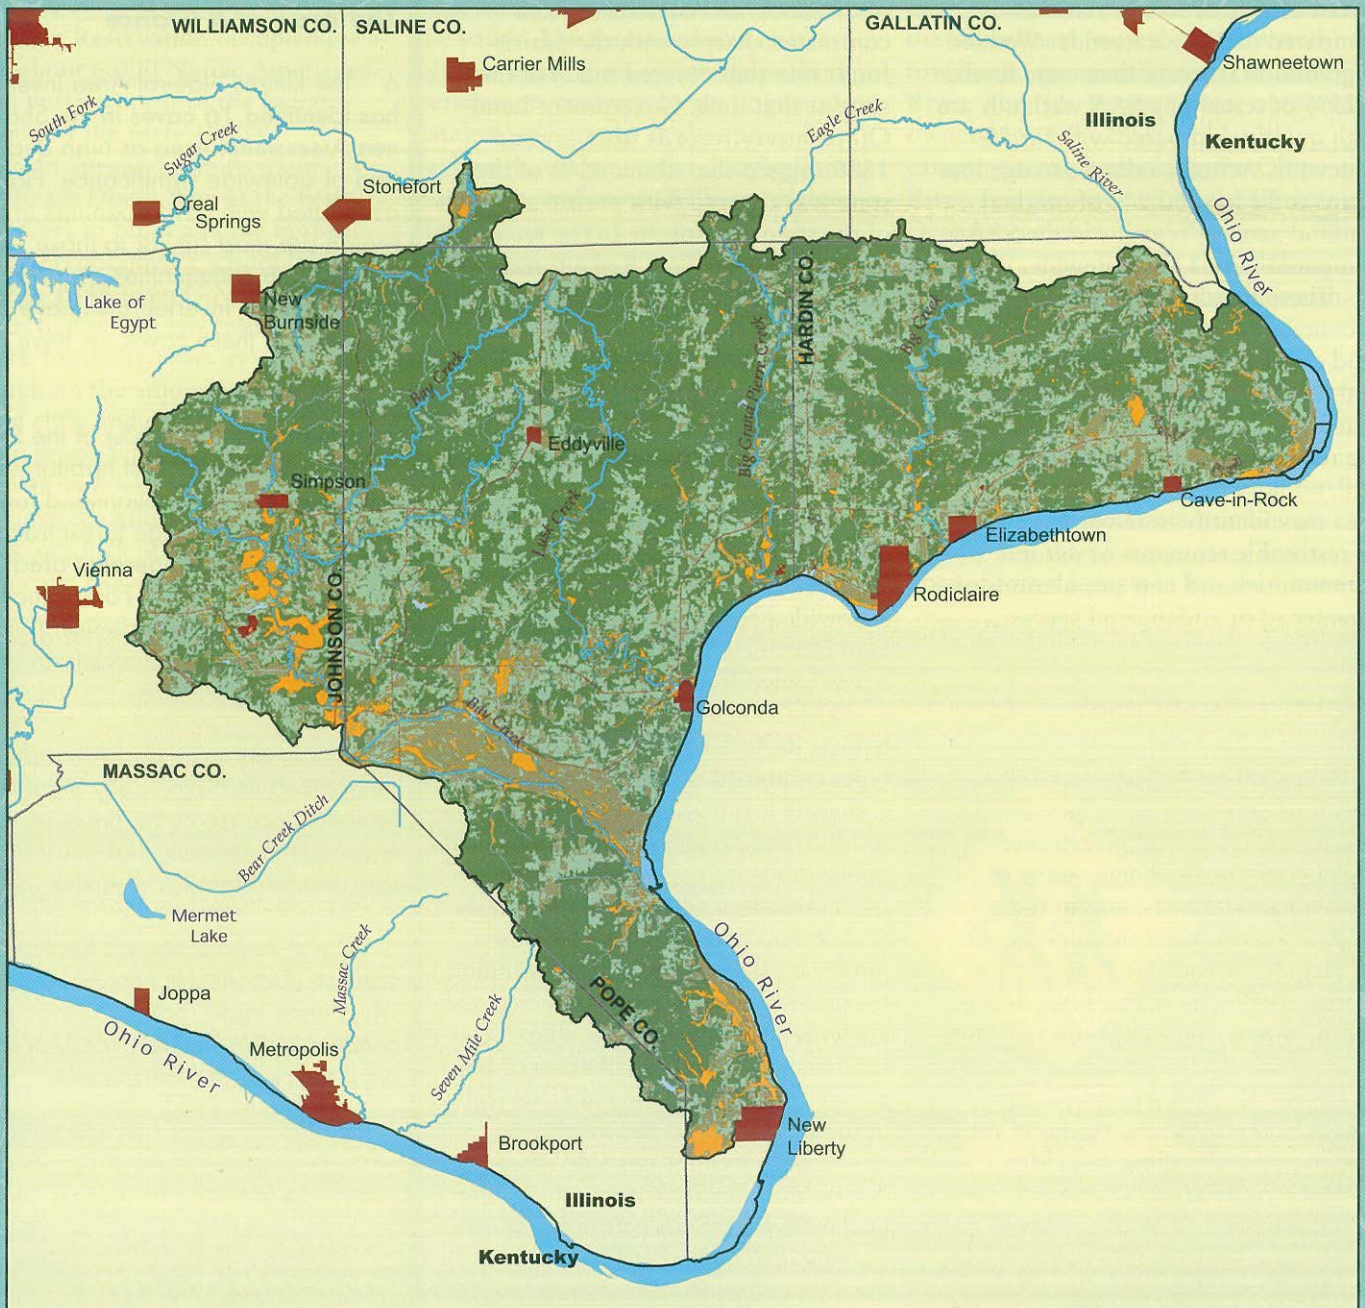 WILLIAMSON CO.
SALINE CO.
GALLATIN CO.
Carrier Mills
Shawneetown
South Fork
Sugar Creek
Eagle Creek
Illinois
Kentucky
Saline River
Stonefort
Creal
Springs
Ohio River
Lake of
Egypt
New
Burnside
HARDIN CO.
Big Creek
Bay Creek
Big Grand Pierre Creek
Eddyville
Simpson
Cave-in-Rock
Lusk Creek
Elizabethtown
Vienna
Rodiclaire
JOHNSON CO.
Golconda
Bay Creek
MASSAC CO.
Bear Creek Ditch
Mermet
Lake
Massac Creek
Ohio River
Joppa
POPE CO.
Seven Mile Creek
Ohio River
Metropolis
New
Liberty
Brookport
Illinois
Kentucky